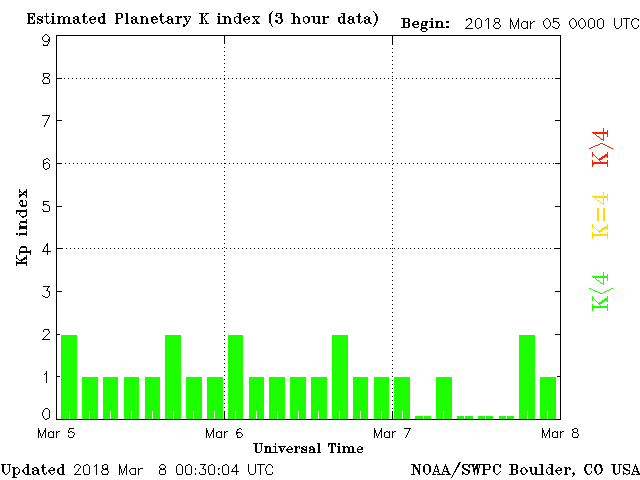 Estimated Planetary K index (3 hour data)
Begin: 2018 Mar 05 0000 UTC
9
8
7
6
5
4
3
2
1
0
Kp index
K>4
K=4
K<4
Mar 5
Mar 6
Mar 7
Mar 8
Universal Time
Updated 2018 Mar 8 00:30:04 UTC
NOAA/SWPC Boulder, CO USA